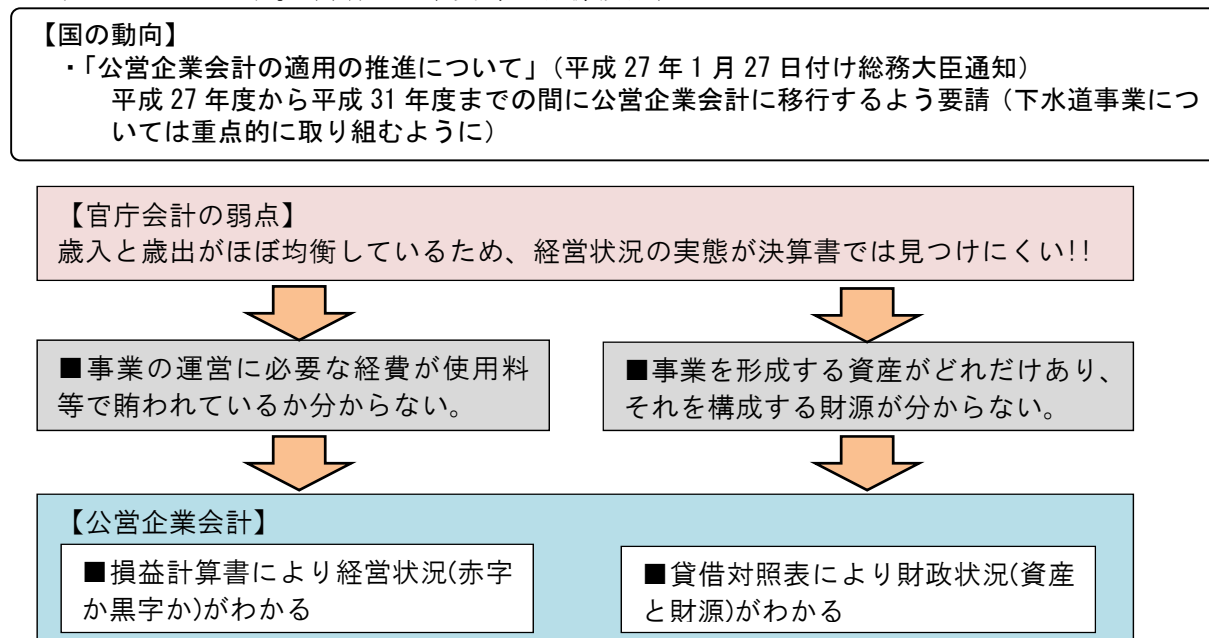 【国の動向】
・「公営企業会計の適用の推進について」（平成 27 年 1 月 27 日付け総務大臣通知）
平成 27 年度から平成 31 年度までの間に公営企業会計に移行するよう要請（下水道事業につ
いては重点的に取り組むように）
【官庁会計の弱点】
歳入と歳出がほぼ均衡しているため、経営状況の実態が決算書では見つけにくい!!
■事業の運営に必要な経費が使用料
等で賄われているか分からない。
■事業を形成する資産がどれだけあり、
それを構成する財源が分からない。
【公営企業会計】
■損益計算書により経営状況(赤字
か黒字か)がわかる
■貸借対照表により財政状況(資産
と財源)がわかる